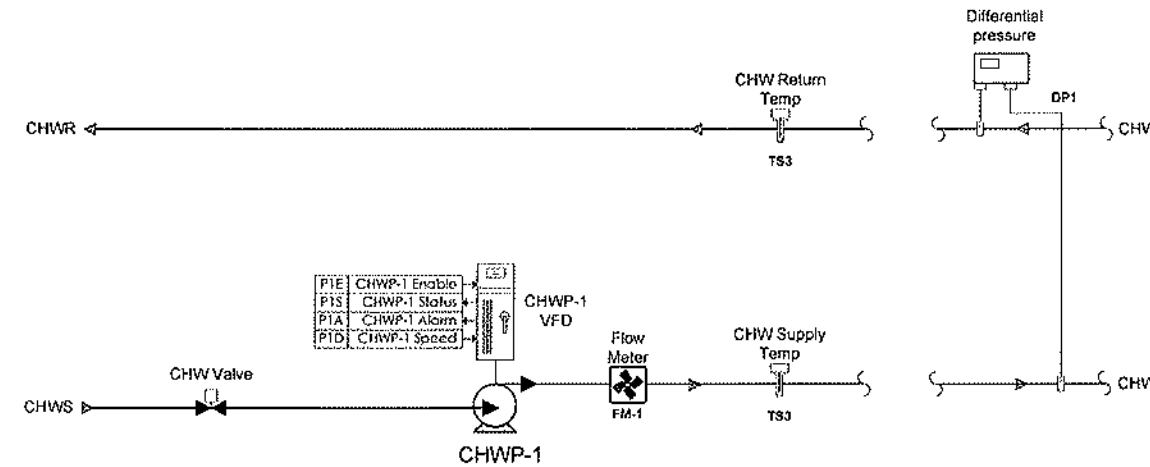 Differential
pressure
CHW Return
Temp
DP1
CHWR
CHW
TS3
P1E CHWP-1 Enable
P1S CHWP-1 Status
P1A CHWP-1 Alarm
P1D CHWP-1 Speed
CHWP-1
VFD
Flow
Meter
CHW Supply
Temp
CHW Valve
CHWS
FM-1
TS3
CHW
CHWP-1